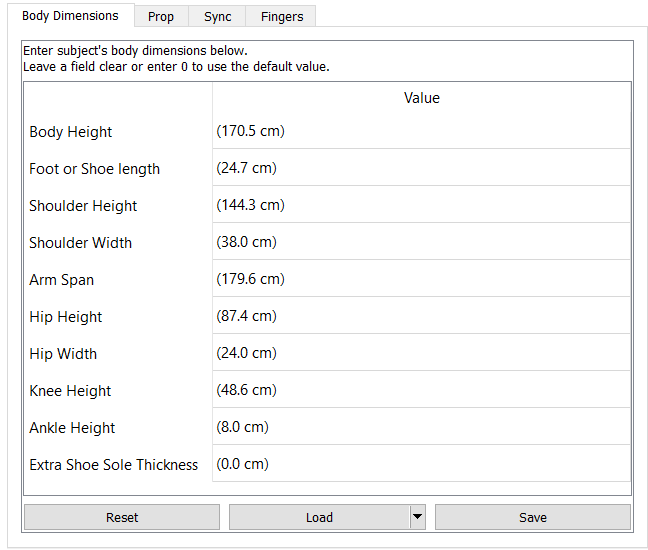 Body Dimensions Prop Sync Fingers
Enter subject's body dimensions below.
Leave a field clear or enter 0 to use the default value.
Value
Body Height (170.5 cm)
Foot or Shoe length (24.7 cm)
Shoulder Height (144.3 cm)
Shoulder Width (38.0 cm)
Arm Span (179.6 cm)
Hip Height (87.4 cm)
Hip Width (24.0 cm)
Knee Height (48.6 cm)
Ankle Height (8.0 cm)
Extra Shoe Sole Thickness (0.0 cm)
Reset Load Save